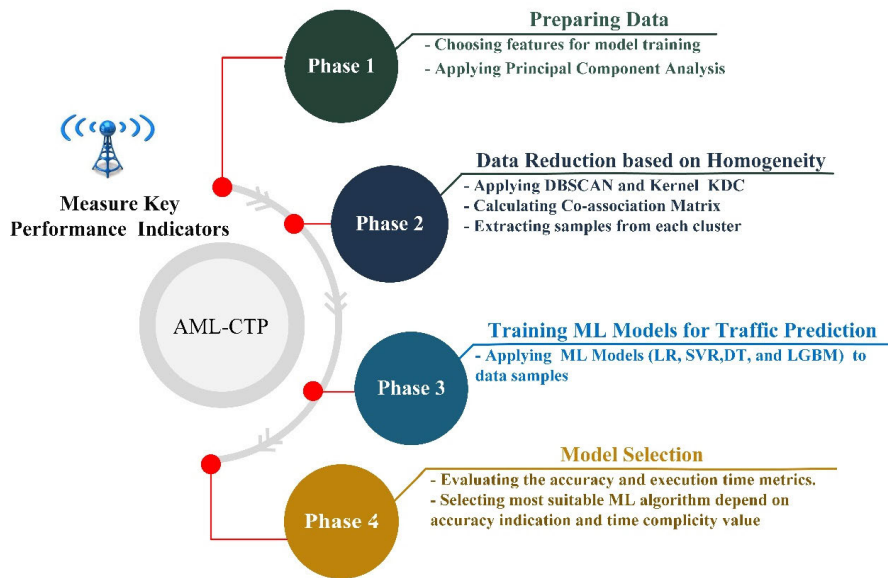 Preparing Data
Phase 1
- Choosing features for model training
- Applying Principal Component Analysis
Measure Key
Performance Indicators
Data Reduction based on Homogeneity
Phase 2
- Applying DBSCAN and Kernel KDC
- Calculating Co-association Matrix
- Extracting samples from each cluster
AML-CTP
Training ML Models for Traffic Prediction
Phase 3
- Applying ML Models (LR, SVR,DT, and LGBM) to
data samples
Model Selection
Phase 4
- Evaluating the accuracy and execution time metrics.
- Selecting most suitable ML algorithm depend on
accuracy indication and time complicity value